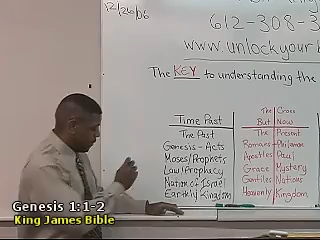 12/26/06
612-308-3
www.unlockyour
The KEY to understanding the
The Cross
Time Past But Now
The Past The Present
Genesis - Acts Romans - Philemon
Moses/Prophets Apostles Paul
Law/Prophecy Grace Mystery
Nation of Israel Gentiles Nations
Earthly Kingdom Heavenly Kingdom
Genesis 1:1-2
King James Bible